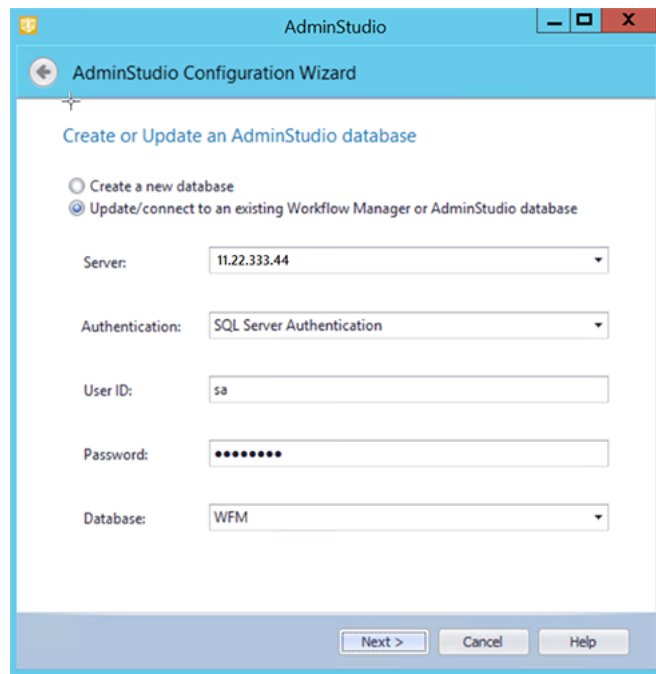 AdminStudio
AdminStudio Configuration Wizard
Create or Update an AdminStudio database
Create a new database
Update/connect to an existing Workflow Manager or AdminStudio database
Server: 11.22.333.44
Authentication: SQL Server Authentication
User ID: sa
Password: ••••••••
Database: WFM
Next > Cancel Help